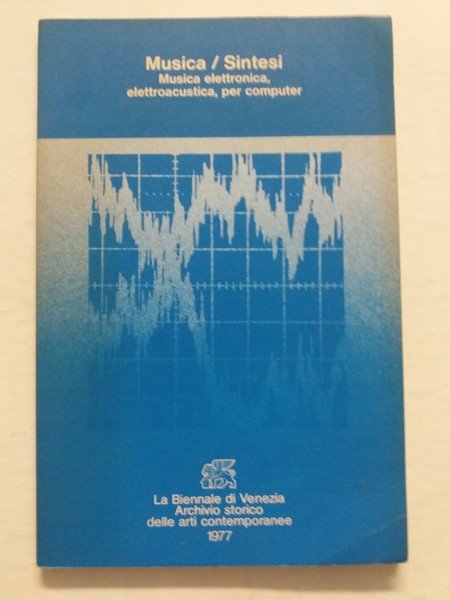 Musica / Sintesi
Musica elettronica,
elettroacustica, per computer
La Biennale di Venezia
Archivio storico
delle arti contemporanee
1977